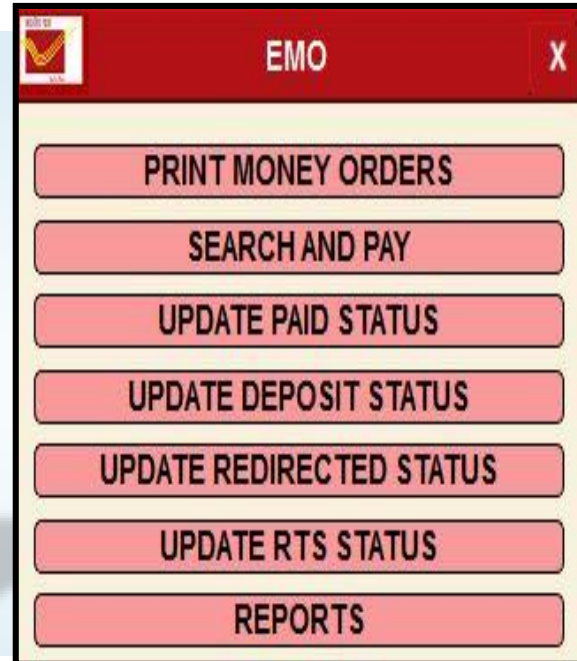 EMO
X
PRINT MONEY ORDERS
SEARCH AND PAY
UPDATE PAID STATUS
UPDATE DEPOSIT STATUS
UPDATE REDIRECTED STATUS
UPDATE RTS STATUS
REPORTS